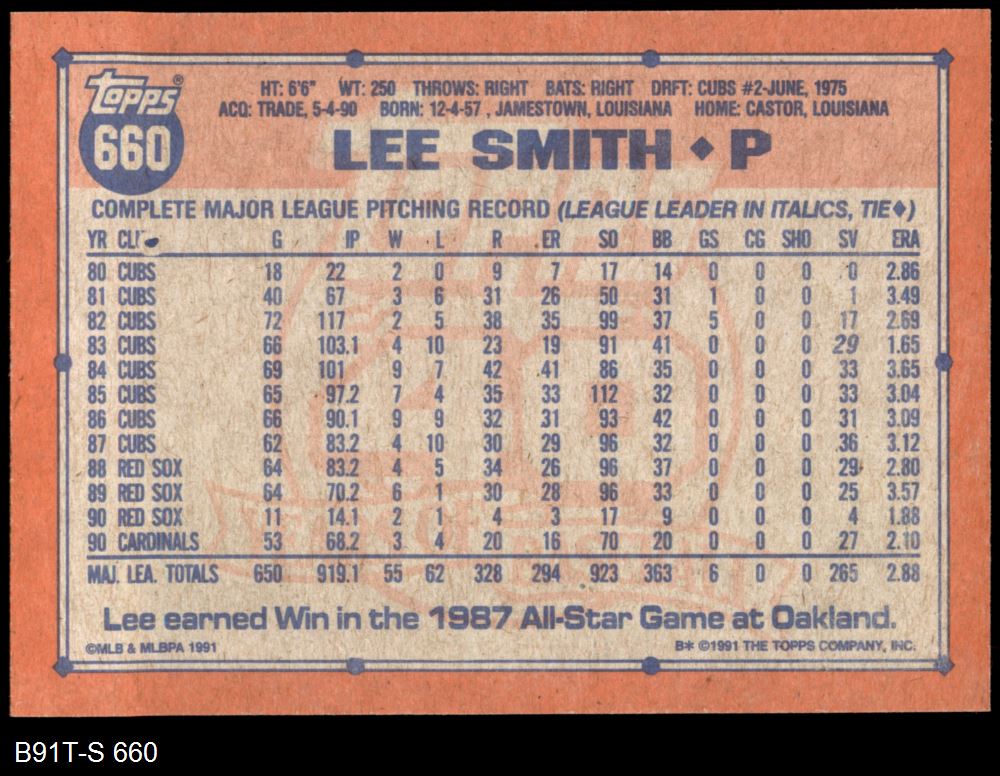 topps®
660
HT: 6'6" WT: 250 THROWS: RIGHT BATS: RIGHT DRFT: CUBS #2-JUNE, 1975
ACQ: TRADE, 5-4-90 BORN: 12-4-57 , JAMESTOWN, LOUISIANA HOME: CASTOR, LOUISIANA
LEE SMITH ♦ P
COMPLETE MAJOR LEAGUE PITCHING RECORD (LEAGUE LEADER IN ITALICS, TIE♦)
YR G IP W L R ER SO BB GS CG SHO SV ERA
80 CUBS 18 22 2 0 9 7 17 14 0 0 0 0 2.86
81 CUBS 40 67 3 6 31 26 50 31 1 0 0 1 3.49
82 CUBS 72 117 2 5 38 35 99 37 5 0 0 17 2.69
83 CUBS 66 103.1 4 10 23 19 91 41 0 0 0 29 1.65
84 CUBS 69 101 9 7 42 41 86 35 0 0 0 33 3.65
85 CUBS 65 97.2 7 4 35 33 112 32 0 0 0 33 3.04
86 CUBS 66 90.1 9 9 32 31 93 42 0 0 0 31 3.09
87 CUBS 62 83.2 4 10 30 29 96 32 0 0 0 36 3.12
88 RED SOX 64 83.2 4 5 34 26 96 37 0 0 0 29 2.80
89 RED SOX 64 70.2 6 1 30 28 96 33 0 0 0 25 3.57
90 RED SOX 11 14.1 2 1 4 3 17 9 0 0 0 4 1.88
90 CARDINALS 53 68.2 3 4 20 16 70 20 0 0 0 27 2.10
MAJ. LEA. TOTALS 650 919.1 55 62 328 294 923 363 6 0 0 265 2.88
Lee earned Win in the 1987 All-Star Game at Oakland.
©MLB & MLBPA 1991 B* ©1991 THE TOPPS COMPANY, INC.
B91T-S 660